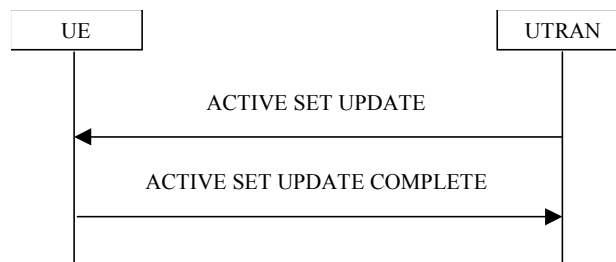 UE
UTRAN
ACTIVE SET UPDATE
ACTIVE SET UPDATE COMPLETE